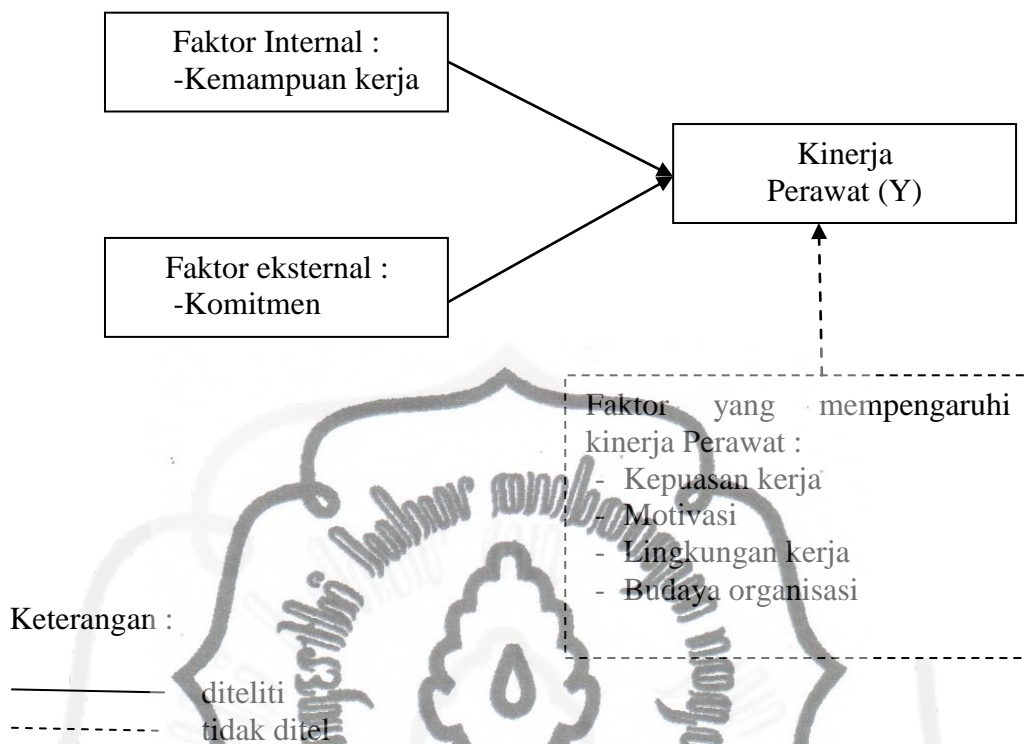 Faktor Internal :
-Kemampuan kerja
Kinerja
Perawat (Y)
Faktor eksternal :
-Komitmen
Faktor yang mempengaruhi
kinerja Perawat :
- Kepuasan kerja
- Motivasi
- Lingkungan kerja
- Budaya organisasi
Keterangan :
diteliti
tidak ditel